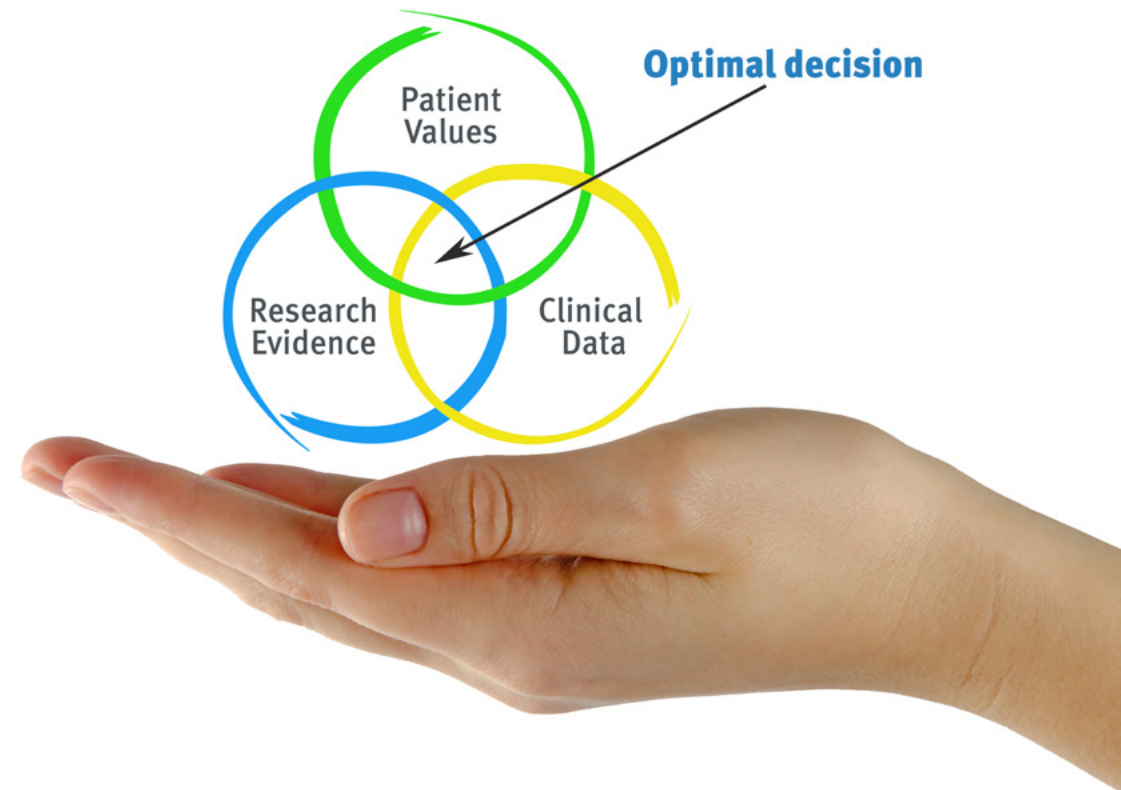 Optimal decision
Patient
Values
Research
Evidence
Clinical
Data